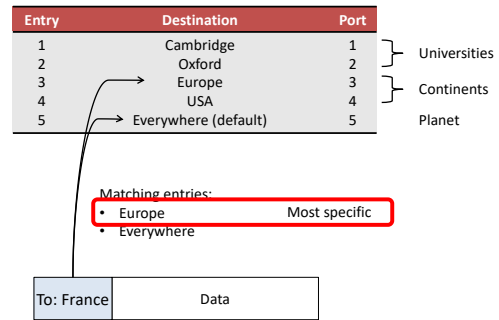 Entry Destination Port
1 Cambridge 1
2 Oxford 2
Universities
3 Europe 3
4 USA 4
Continents
5 Everywhere (default) 5 Planet
Matching entries:
• Europe Most specific
• Everywhere
To: France Data